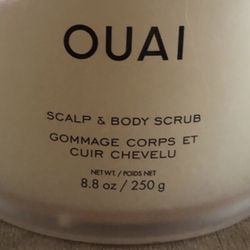 OUAI
SCALP & BODY SCRUB
GOMMAGE CORPS ET
CUIR CHEVELU
NET WT. / POIDS NET
8.8 oz / 250 g